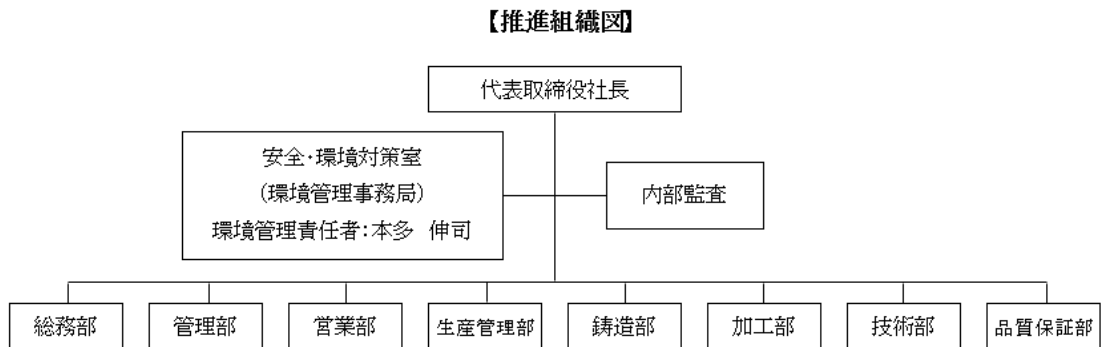 【推進組織図】
代表取締役社長
安全・環境対策室
(環境管理事務局)
環境管理責任者:本多 伸司
内部監査
総務部
管理部
営業部
生産管理部
鋳造部
加工部
技術部
品質保証部